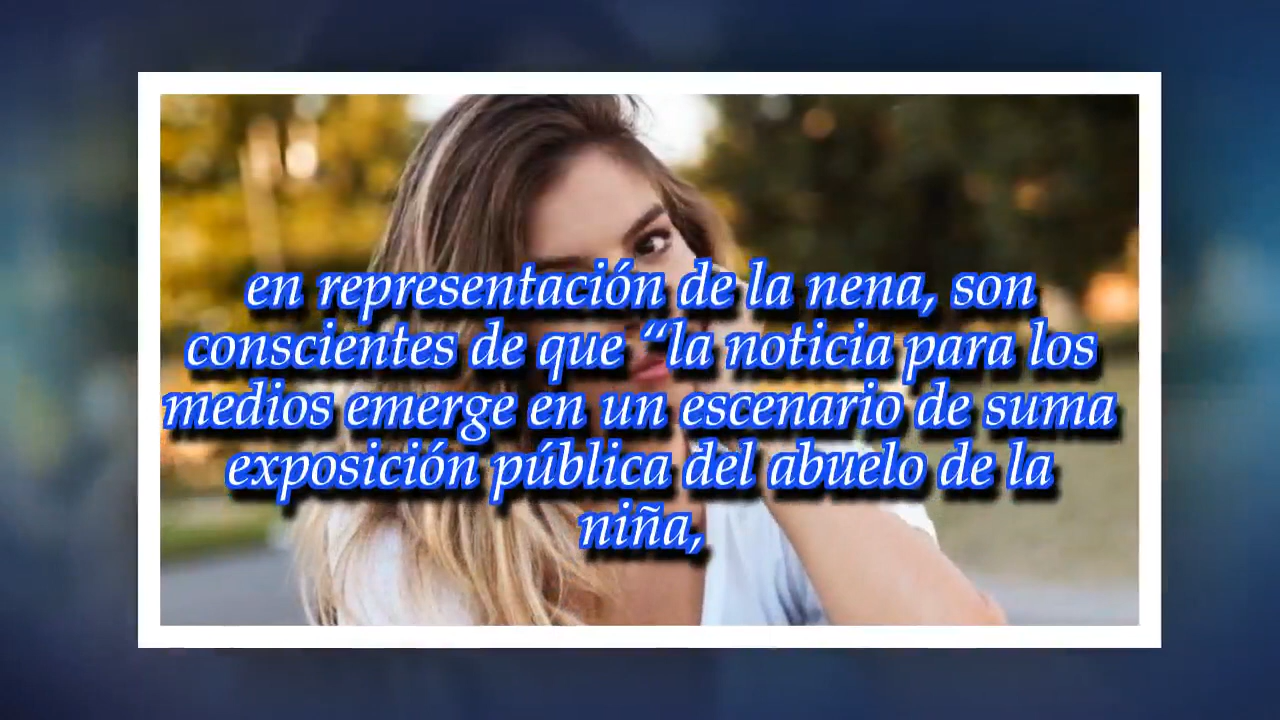 en representación de la nena, son
conscientes de que “la noticia para los
medios emerge en un escenario de suma
exposición pública del abuelo de la
niña,